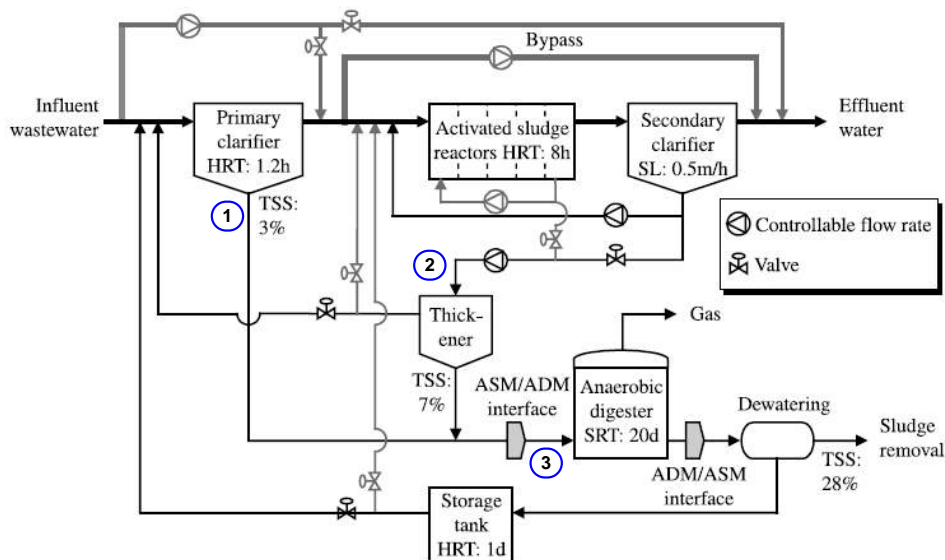 Bypass
Influent
wastewater
Primary
clarifier
HRT: 1.2h
Activated sludge
reactors HRT: 8h
Secondary
clarifier
SL: 0.5m/h
Effluent
water
1
TSS:
3%
Controllable flow rate
Valve
2
Thick-
ener
Gas
TSS:
7%
ASM/ADM
interface
Anaerobic
digester
SRT: 20d
Dewatering
Sludge
removal
3
ADM/ASM
interface
TSS:
28%
Storage
tank
HRT: 1d